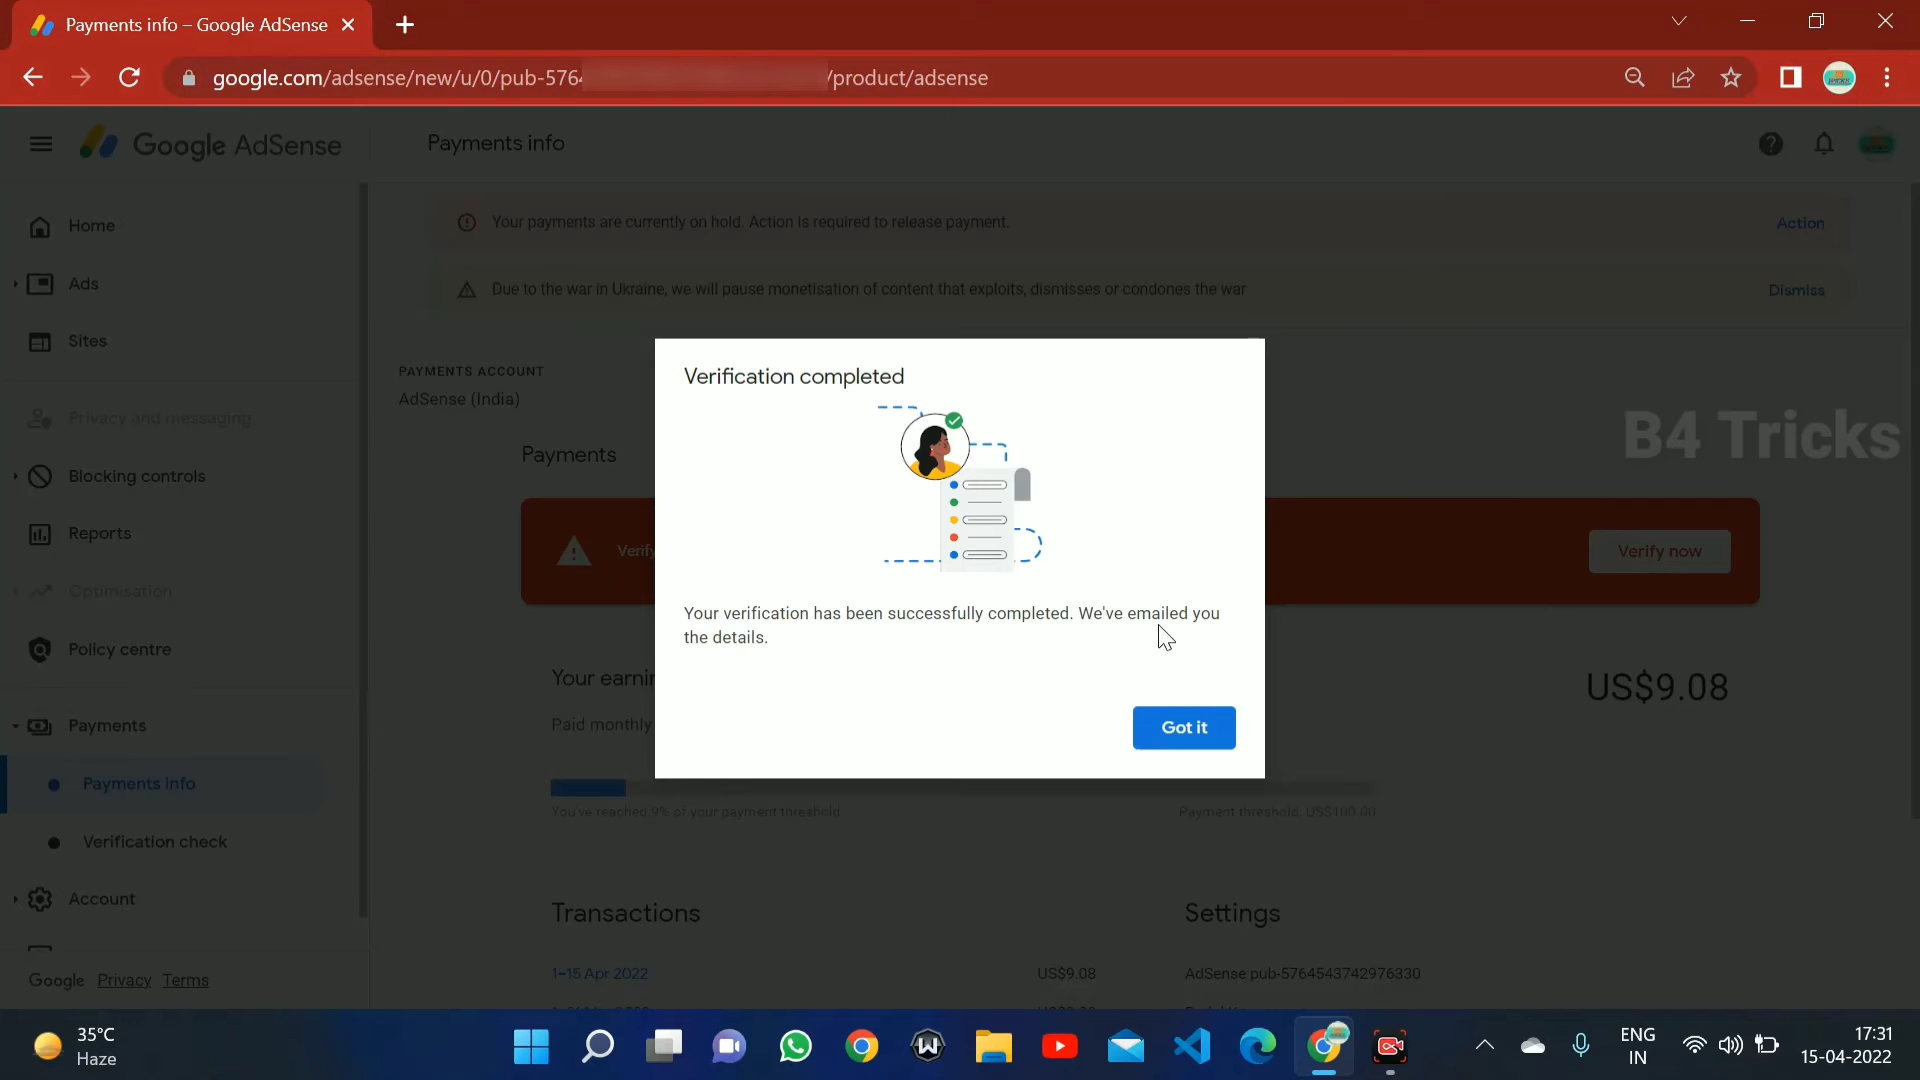 Payments info – Google AdSense
google.com/adsense/new/u/0/pub-5764
/product/adsense
Google AdSense
Payments info
Home
Ads
Sites
Privacy and messaging
Blocking controls
Reports
Optimisation
Policy centre
Payments
Payments info
Verification check
Account
Google Privacy Terms
Your payments are currently on hold. Action is required to release payment.
Action
Due to the war in Ukraine, we will pause monetisation of content that exploits, dismisses or condones the war
Dismiss
PAYMENTS ACCOUNT
AdSense (India)
B4 Tricks
Payments
Verify now
Verification completed
Your verification has been successfully completed. We've emailed you
the details.
Got it
Your
US$9.08
Paid monthly
You've reached 9% of your payment threshold
Payment threshold: US$100.00
Transactions
Settings
1–15 Apr 2022
US$9.08
AdSense pub-5764543742976330
35°C
Haze
ENG
IN
17:31
15-04-2022